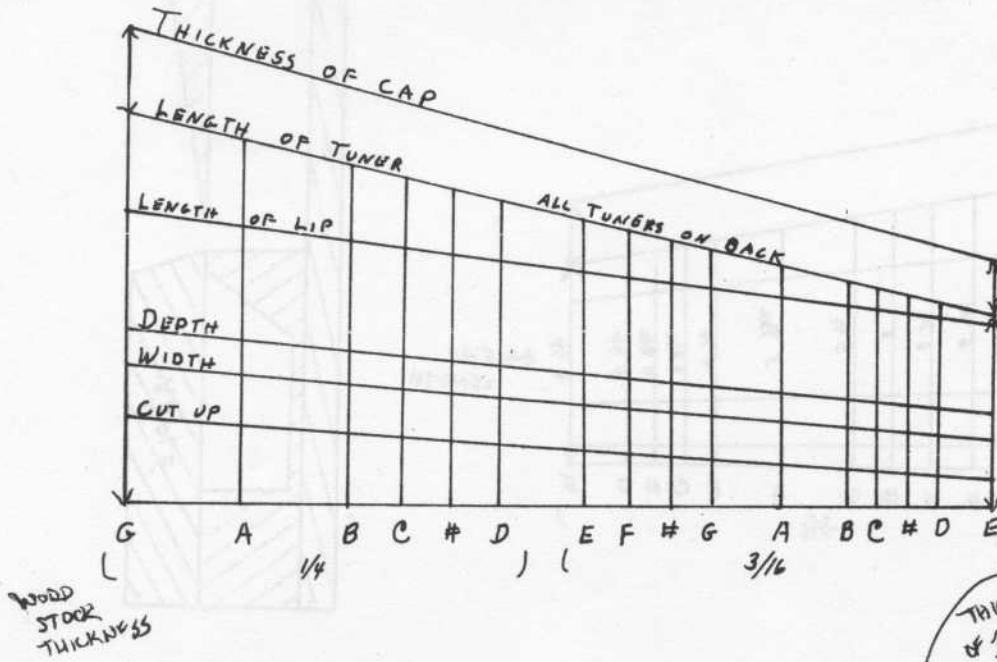 THICKNESS OF CAP
LENGTH OF TUNER
ALL TUNERS ON BACK
LENGTH OF LIP
DEPTH
WIDTH
CUT UP
G A B C # D E F # G A B C # D E
( 1/4 ) ( 3/16
WOOD
STOCK
THICKNESS
OF